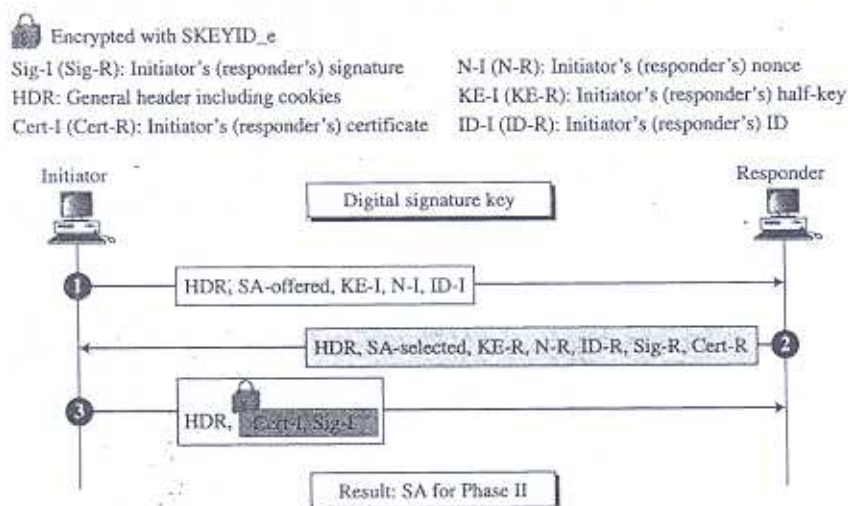 Encrypted with SKEYID_e
Sig-I (Sig-R): Initiator's (responder's) signature
N-I (N-R): Initiator's (responder's) nonce
HDR: General header including cookies
KE-I (KE-R): Initiator's (responder's) half-key
Cert-I (Cert-R): Initiator's (responder's) certificate
ID-I (ID-R): Initiator's (responder's) ID
Initiator
Responder
Digital signature key
1
HDR, SA-offered, KE-I, N-I, ID-I
HDR, SA-selected, KE-R, N-R, ID-R, Sig-R, Cert-R
2
3
HDR, Cert-I, Sig-I
Result: SA for Phase II